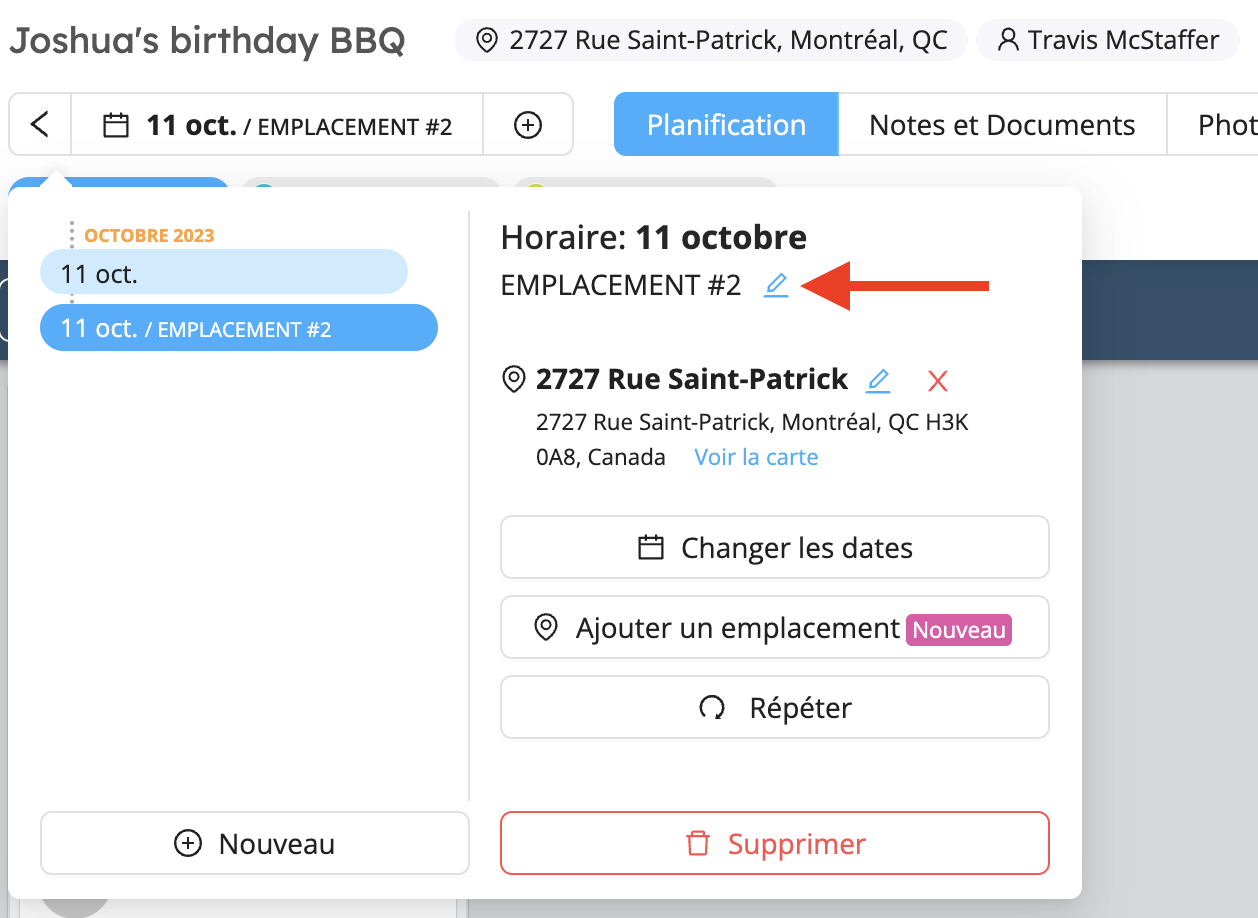 Joshua's birthday BBQ
2727 Rue Saint-Patrick, Montréal, QC
Travis McStaffer
11 oct. / EMPLACEMENT #2
Planification
Notes et Documents
Phot
OCTOBRE 2023
11 oct.
11 oct. / EMPLACEMENT #2
Nouveau
Horaire: 11 octobre
EMPLACEMENT #2
2727 Rue Saint-Patrick
2727 Rue Saint-Patrick, Montréal, QC H3K
0A8, Canada Voir la carte
Changer les dates
Ajouter un emplacement Nouveau
Répéter
Supprimer